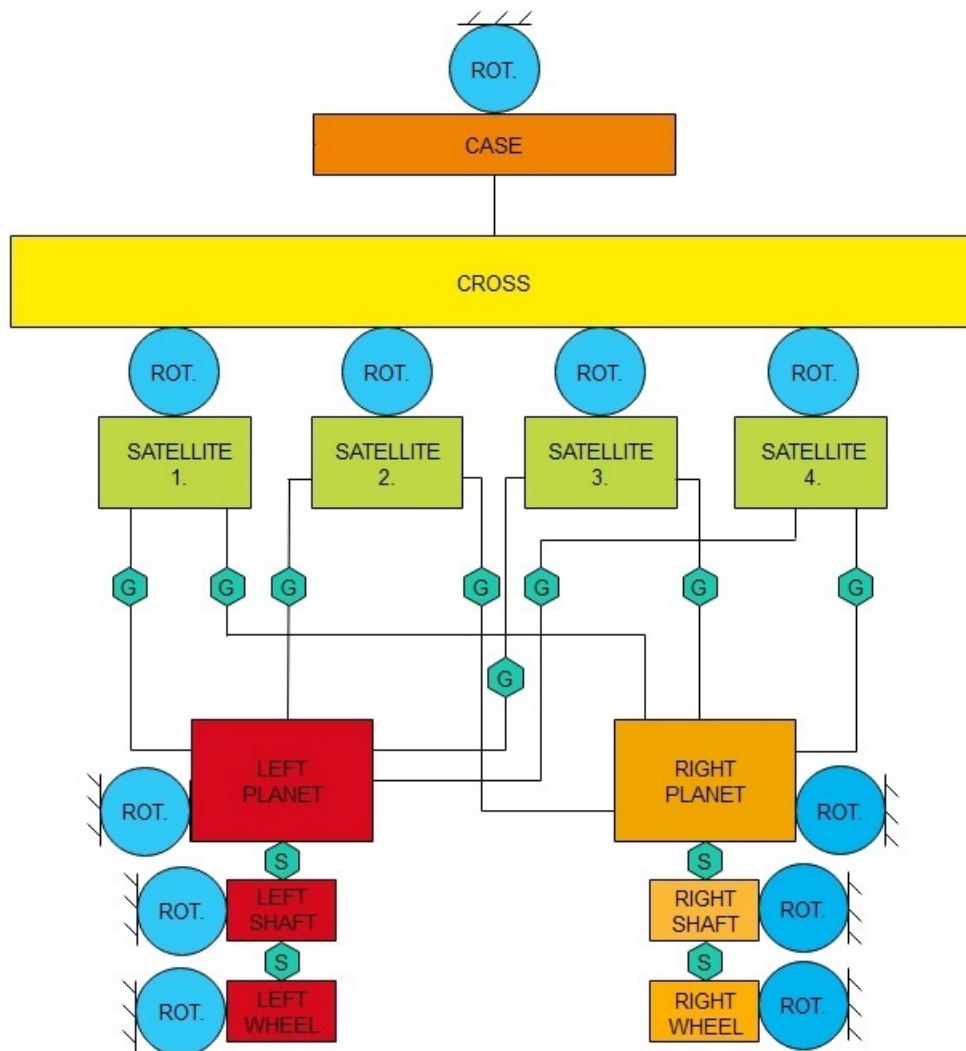 ROT.
CASE
CROSS
ROT. ROT. ROT. ROT.
SATELLITE
1.
SATELLITE
2.
SATELLITE
3.
SATELLITE
4.
G G G G G G G
G
LEFT
PLANET
RIGHT
PLANET
ROT.
ROT.
S
S
ROT.
LEFT
SHAFT
RIGHT
SHAFT
ROT.
S
S
ROT.
LEFT
WHEEL
RIGHT
WHEEL
ROT.